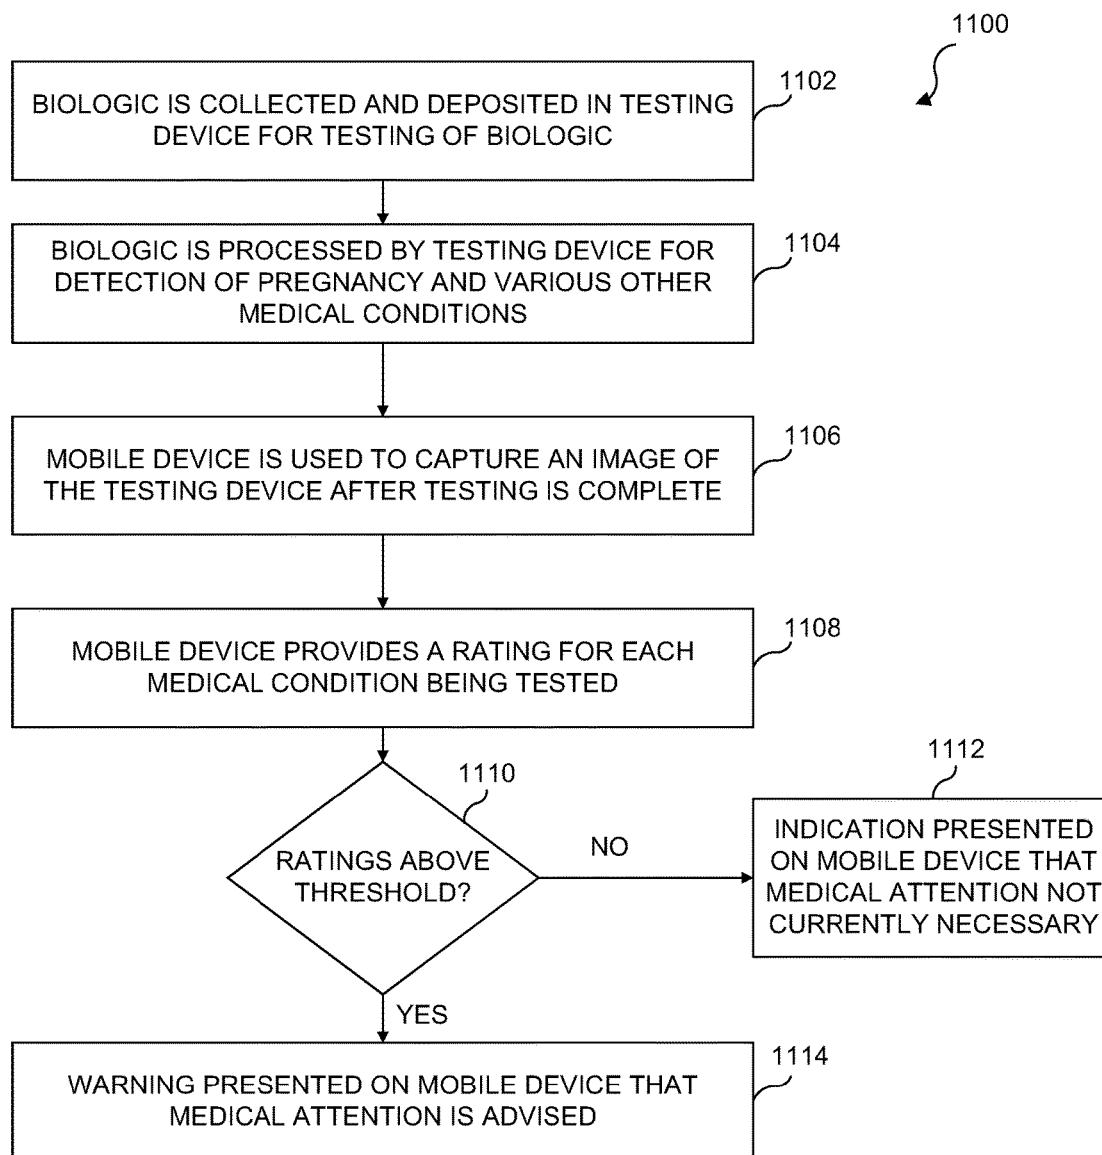 1100
BIOLOGIC IS COLLECTED AND DEPOSITED IN TESTING
DEVICE FOR TESTING OF BIOLOGIC
1102
BIOLOGIC IS PROCESSED BY TESTING DEVICE FOR
DETECTION OF PREGNANCY AND VARIOUS OTHER
MEDICAL CONDITIONS
1104
MOBILE DEVICE IS USED TO CAPTURE AN IMAGE OF
THE TESTING DEVICE AFTER TESTING IS COMPLETE
1106
MOBILE DEVICE PROVIDES A RATING FOR EACH
MEDICAL CONDITION BEING TESTED
1108
RATINGS ABOVE
THRESHOLD?
1110
NO
1112
INDICATION PRESENTED
ON MOBILE DEVICE THAT
MEDICAL ATTENTION NOT
CURRENTLY NECESSARY
YES
WARNING PRESENTED ON MOBILE DEVICE THAT
MEDICAL ATTENTION IS ADVISED
1114